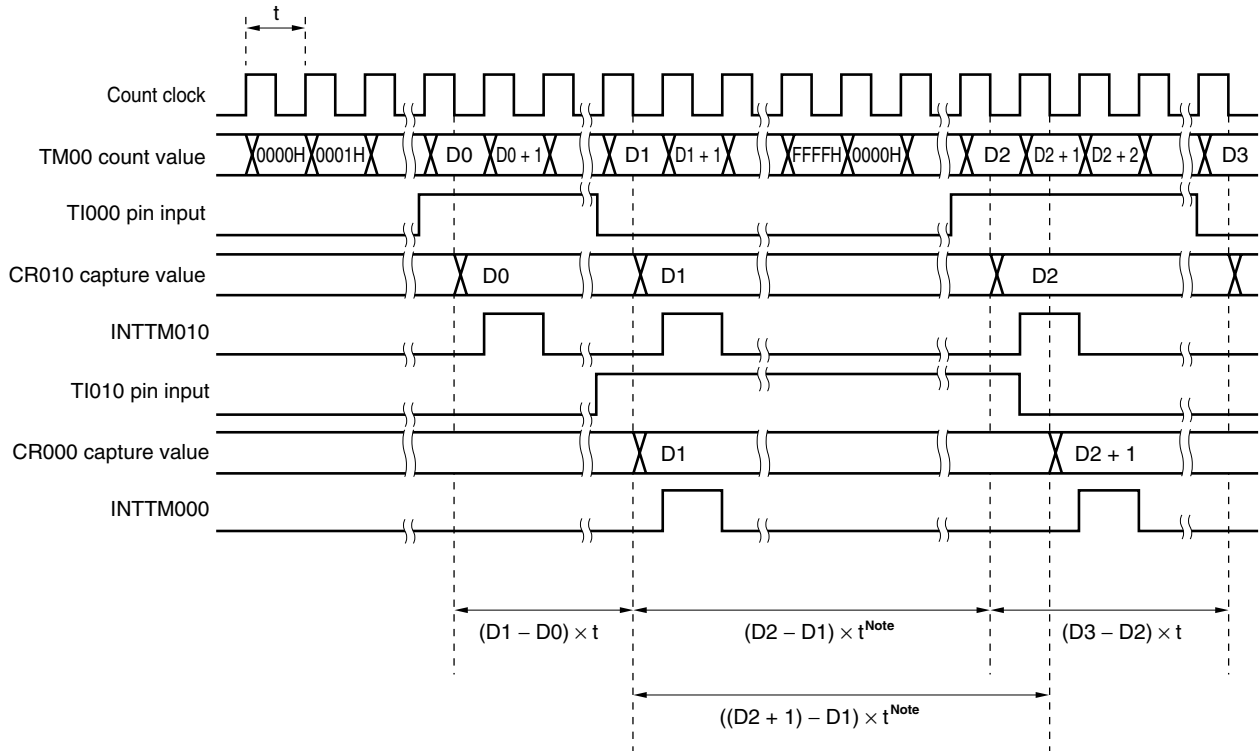 t
Count clock
TM00 count value 0000H 0001H D0 D0 + 1 D1 D1 + 1 FFFFH 0000H D2 D2 + 1 D2 + 2 D3
TI000 pin input
CR010 capture value D0 D1 D2
INTTM010
TI010 pin input
CR000 capture value D1 D2 + 1
INTTM000
(D1 − D0) × t (D2 − D1) × tNote (D3 − D2) × t
((D2 + 1) − D1) × tNote